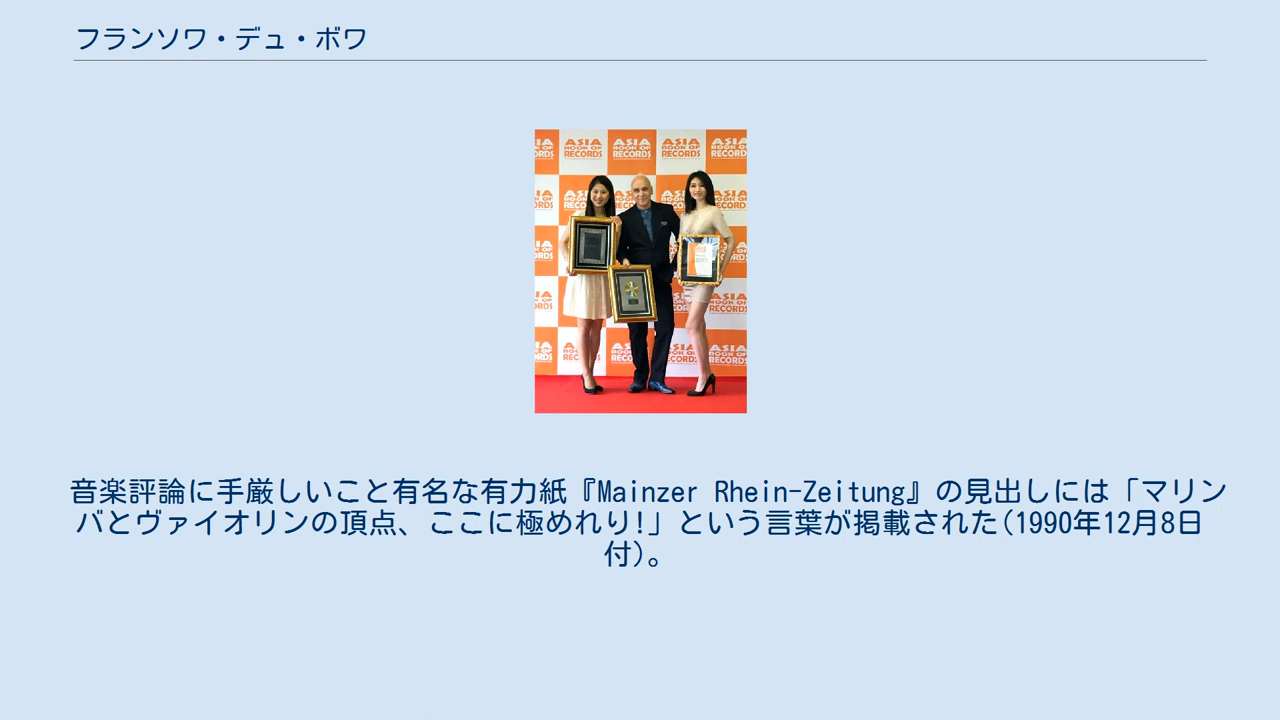 フランソワ・デュ・ボワ
ASIA
BOOK OF
RECORDS
音楽評論に手厳しいこと有名な有力紙『Mainzer Rhein-Zeitung』の見出しには「マリン
バとヴァイオリンの頂点、ここに極めれり!」という言葉が掲載された(1990年12月8日
付)。